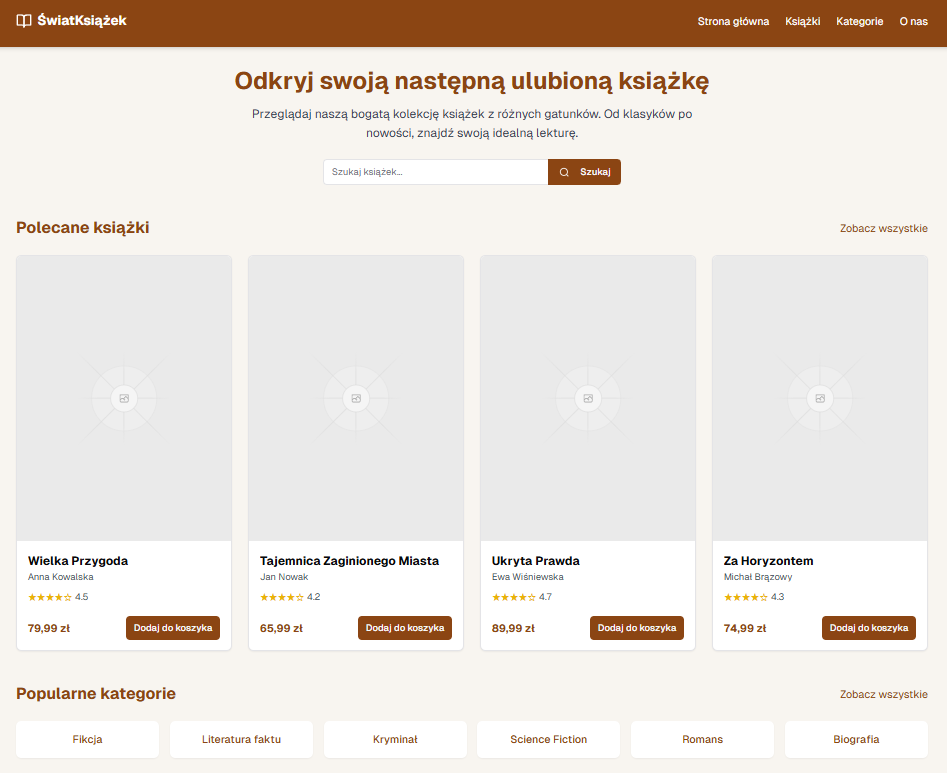 ŚwiatKsiążek
Strona główna Książki Kategorie O nas
Odkryj swoją następną ulubioną książkę
Przeglądaj naszą bogatą kolekcję książek z różnych gatunków. Od klasyków po
nowości, znajdź swoją idealną lekturę.
Szukaj książek...
Szukaj
Polecane książki
Zobacz wszystkie
Wielka Przygoda
Anna Kowalska
★★★★☆ 4.5
79,99 zł
Dodaj do koszyka
Tajemnica Zaginionego Miasta
Jan Nowak
★★★★☆ 4.2
65,99 zł
Dodaj do koszyka
Ukryta Prawda
Ewa Wiśniewska
★★★★☆ 4.7
89,99 zł
Dodaj do koszyka
Za Horyzontem
Michał Brązowy
★★★★☆ 4.3
74,99 zł
Dodaj do koszyka
Popularne kategorie
Zobacz wszystkie
Fikcja
Literatura faktu
Kryminał
Science Fiction
Romans
Biografia